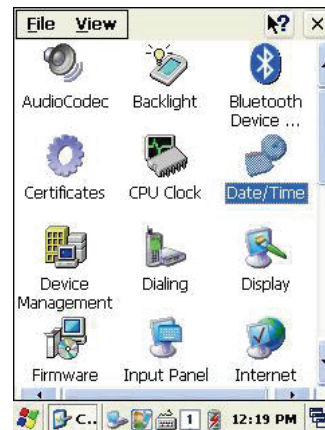 File View
AudioCodec Backlight Bluetooth
Device ...
Certificates CPU Clock Date/Time
Device Dialing Display
Management
Firmware Input Panel Internet
C.. 1 12:19 PM